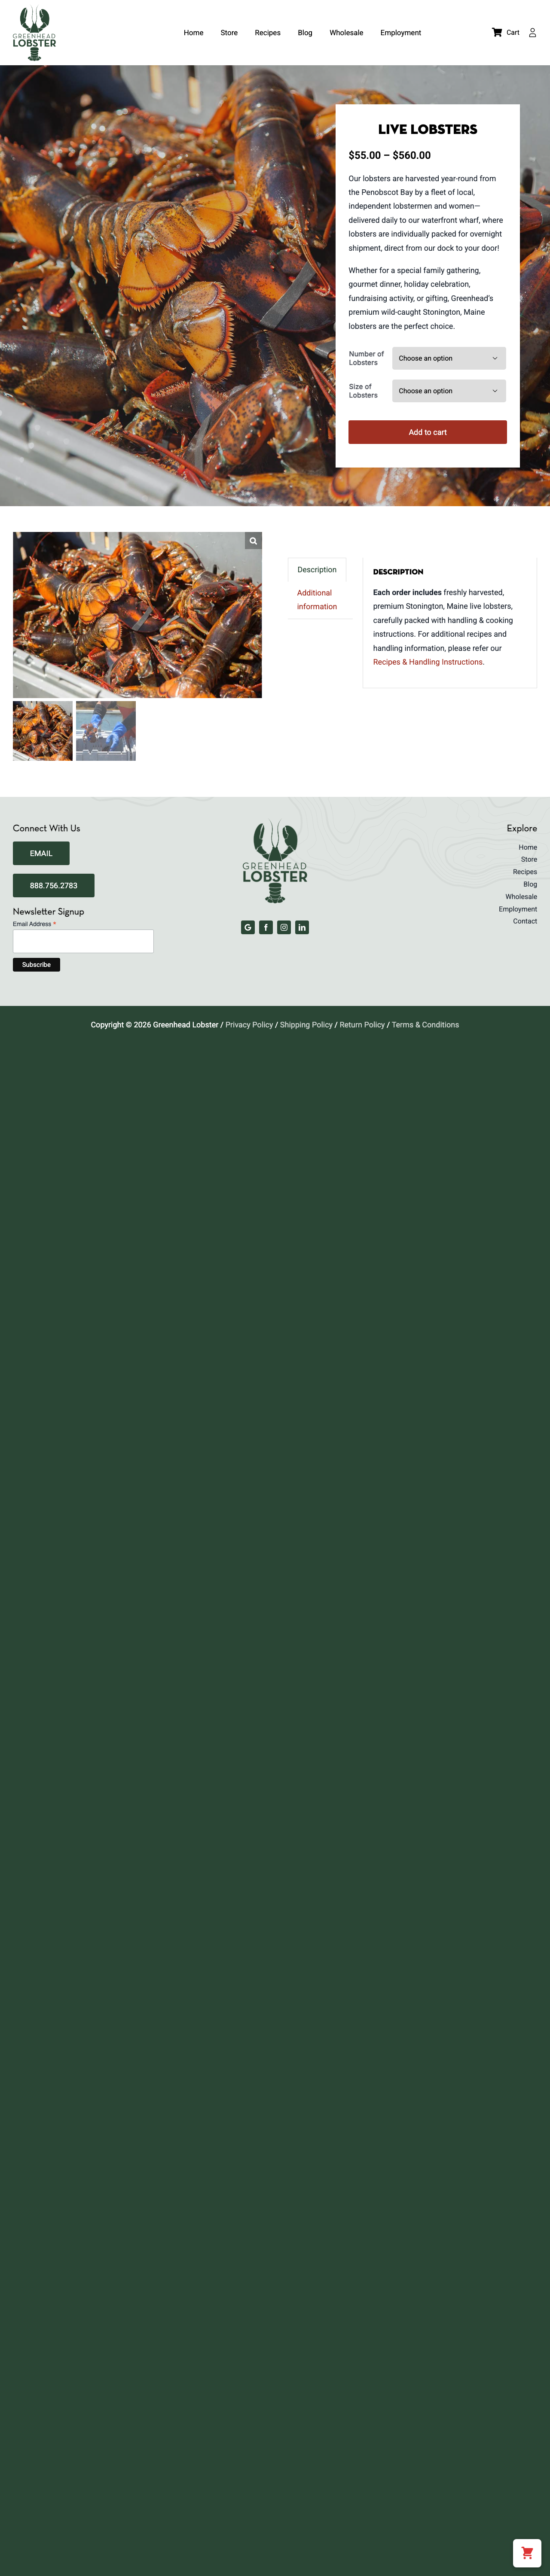 GREENHEAD
LOBSTER
Home
Store
Recipes
Blog
Wholesale
Employment
Cart
LIVE LOBSTERS
$55.00 – $560.00
Our lobsters are harvested year-round from
the Penobscot Bay by a fleet of local,
independent lobstermen and women—
delivered daily to our waterfront wharf, where
lobsters are individually packed for overnight
shipment, direct from our dock to your door!
Whether for a special family gathering,
gourmet dinner, holiday celebration,
fundraising activity, or gifting, Greenhead’s
premium wild-caught Stonington, Maine
lobsters are the perfect choice.
Number of
Lobsters
Choose an option
Size of
Lobsters
Choose an option
Add to cart
Description
Additional
information
DESCRIPTION
Each order includes freshly harvested,
premium Stonington, Maine live lobsters,
carefully packed with handling & cooking
instructions. For additional recipes and
handling information, please refer our
Recipes & Handling Instructions.
Connect With Us
EMAIL
888.756.2783
Newsletter Signup
Email Address *
Subscribe
GREENHEAD
LOBSTER
Explore
Home
Store
Recipes
Blog
Wholesale
Employment
Contact
Copyright © 2026 Greenhead Lobster / Privacy Policy / Shipping Policy / Return Policy / Terms & Conditions